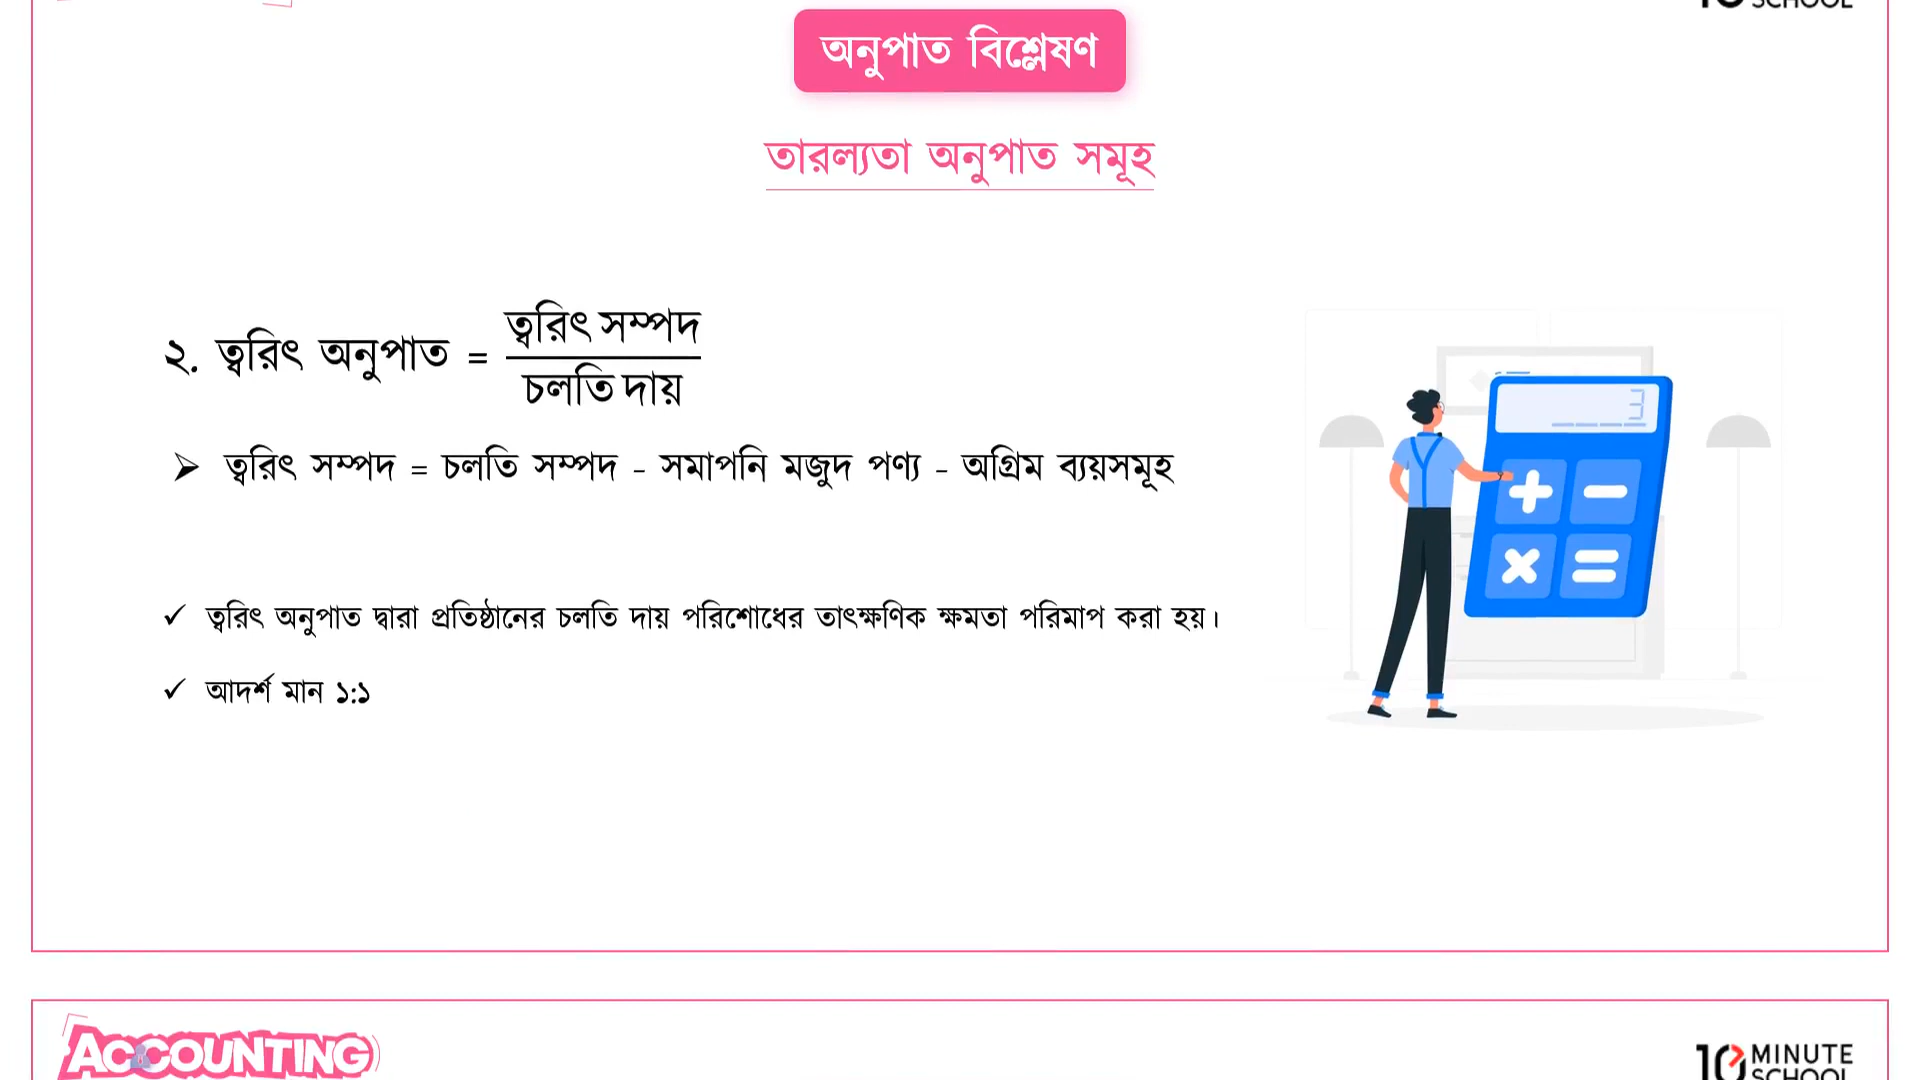 SCHOOL
অনুপাত বিশ্লেষণ
তারল্যতা অনুপাত সমূহ
২. ত্বরিৎ অনুপাত = ত্বরিৎ সম্পদ
চলতি দায়
➢ ত্বরিৎ সম্পদ = চলতি সম্পদ - সমাপনি মজুদ পণ্য - অগ্রিম ব্যয়সমূহ
✓ ত্বরিৎ অনুপাত দ্বারা প্রতিষ্ঠানের চলতি দায় পরিশোধের তাৎক্ষণিক ক্ষমতা পরিমাপ করা হয়।
✓ আদর্শ মান ১:১
3
+ −
× =
ACCOUNTING
10 MINUTE
SCHOOL